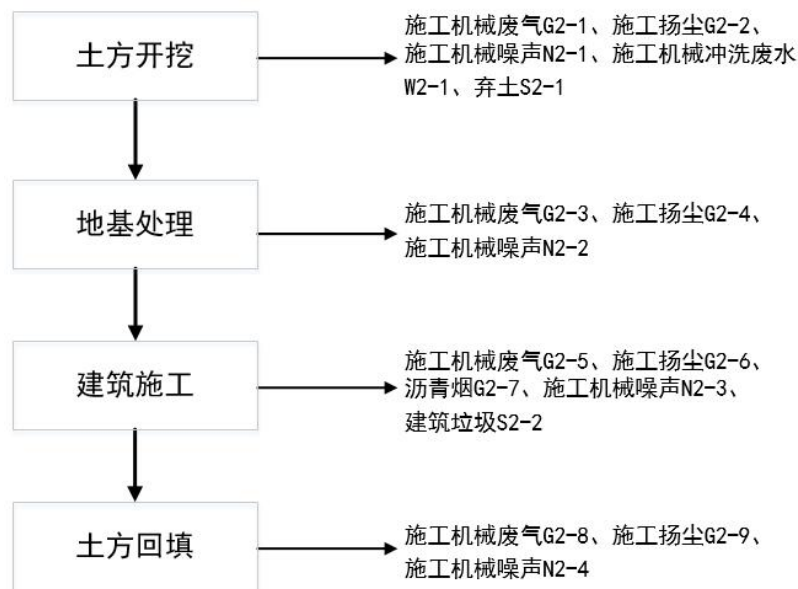 土方开挖
施工机械废气G2-1、施工扬尘G2-2、
施工机械噪声N2-1、施工机械冲洗废水
W2-1、弃土S2-1
地基处理
施工机械废气G2-3、施工扬尘G2-4、
施工机械噪声N2-2
建筑施工
施工机械废气G2-5、施工扬尘G2-6、
沥青烟G2-7、施工机械噪声N2-3、
建筑垃圾S2-2
土方回填
施工机械废气G2-8、施工扬尘G2-9、
施工机械噪声N2-4